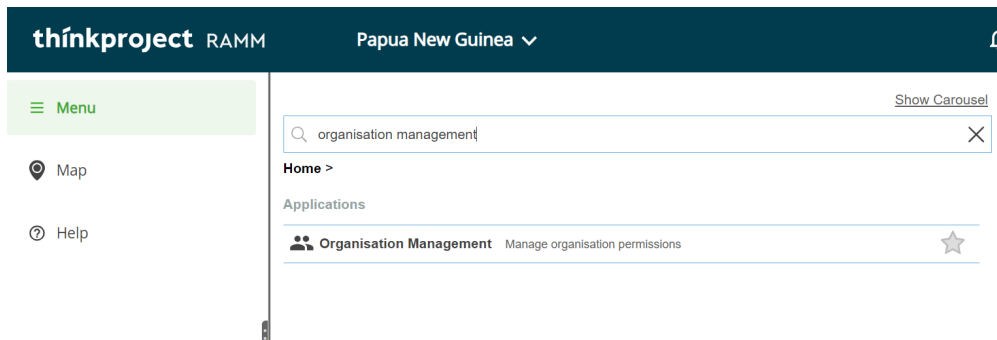 thinkproject RAMM
Papua New Guinea
Menu
Show Carousel
organisation management
Map
Home >
Applications
Help
Organisation Management Manage organisation permissions